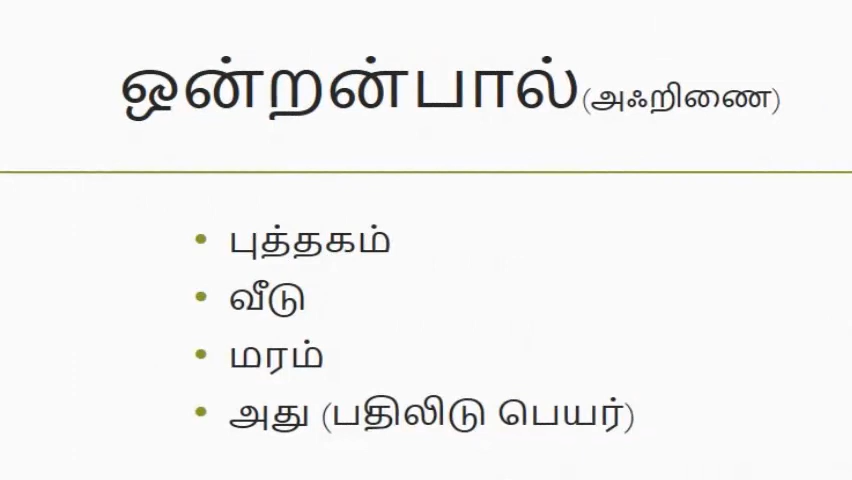 ஒன்றன்பால்(அஃறிணை)
• புத்தகம்
• வீடு
• மரம்
• அது (பதிலிடு பெயர்)